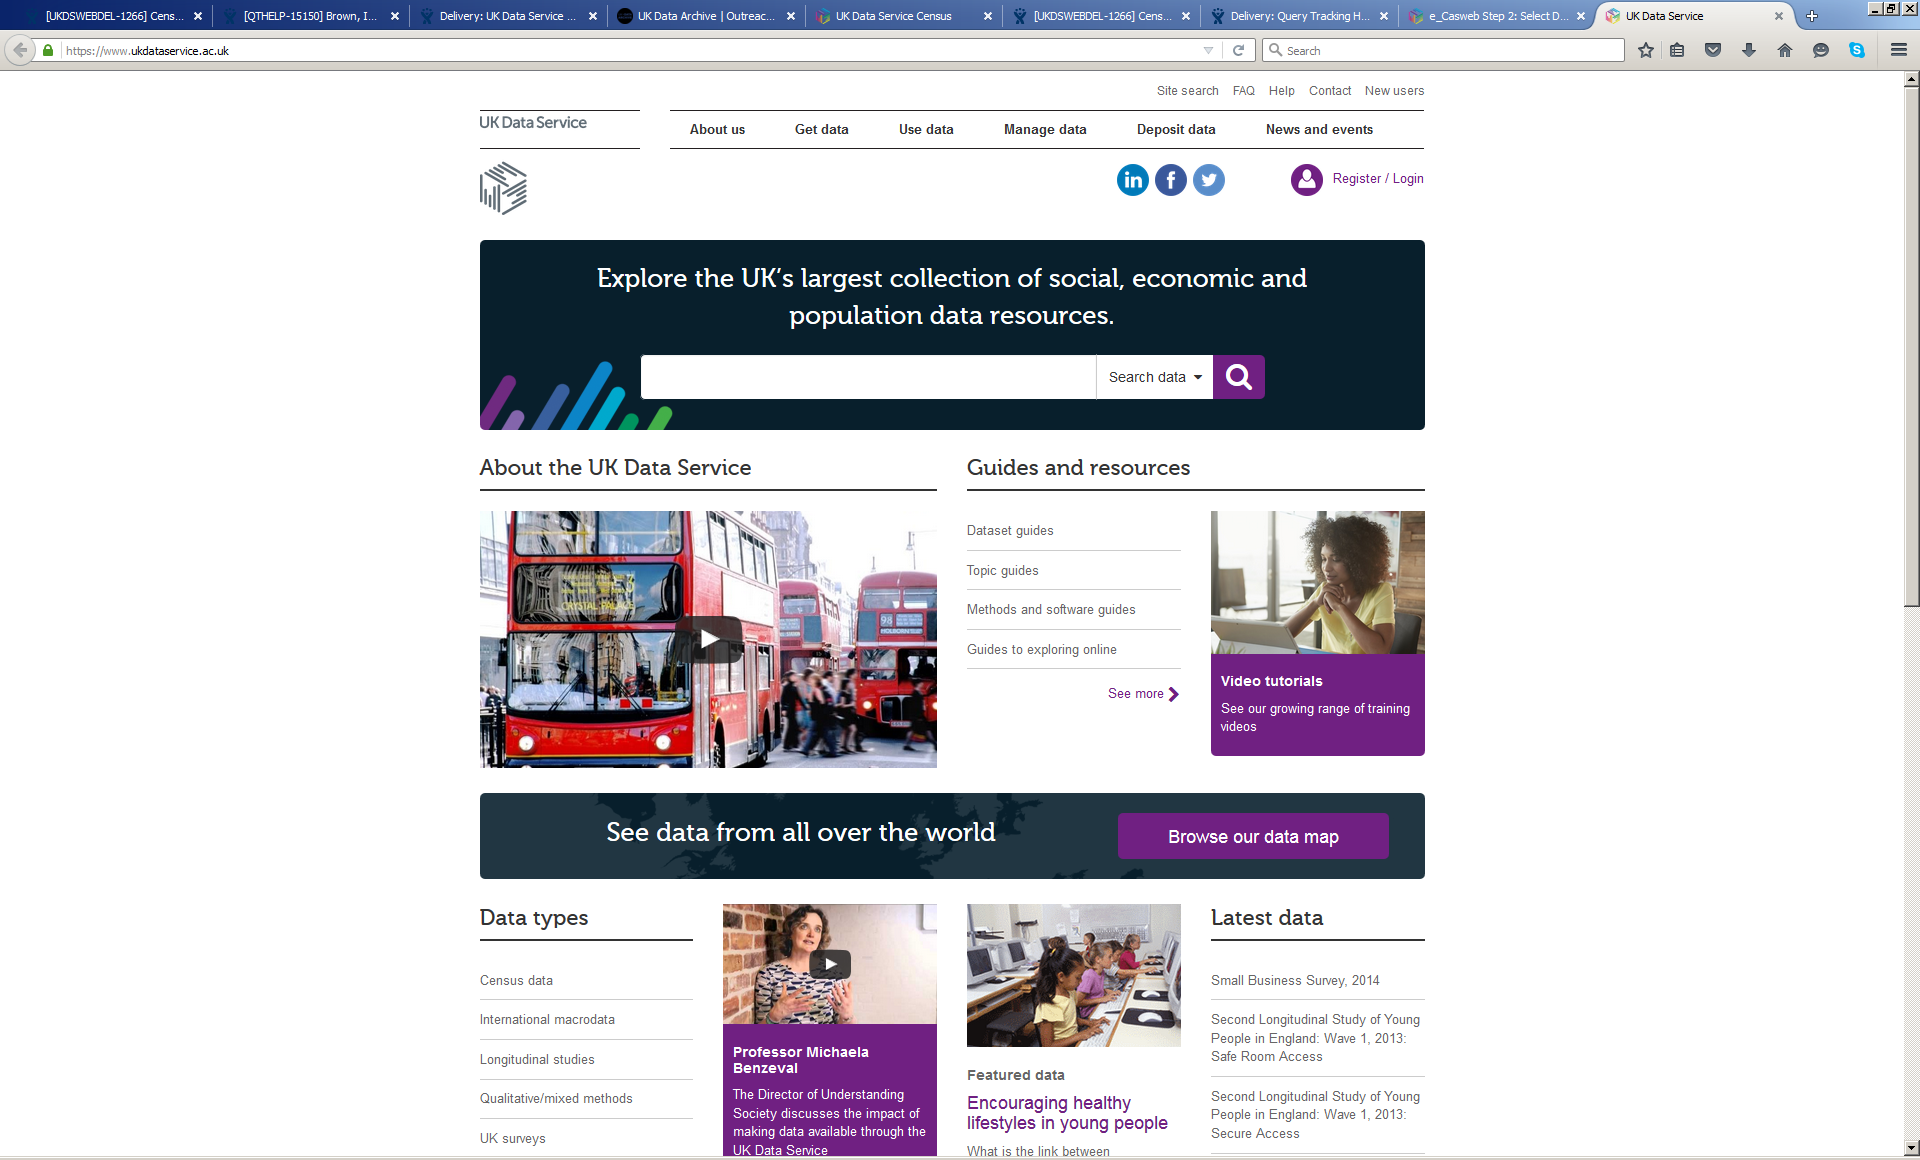 [UKDSWEBDEL-1266] Cens...
[QTHELP-15150] Brown, I...
Delivery: UK Data Service ...
UK Data Archive | Outreac...
UK Data Service Census
[UKDSWEBDEL-1266] Cens...
Delivery: Query Tracking H...
e_Casweb Step 2: Select D...
UK Data Service
https://www.ukdataservice.ac.uk
Search
Site search FAQ Help Contact New users
UK Data Service
About us Get data Use data Manage data Deposit data News and events
Register / Login
Explore the UK's largest collection of social, economic and
population data resources.
Search data
About the UK Data Service
CRYSTAL PALACE
98
HOLBORN
Guides and resources
Dataset guides
Topic guides
Methods and software guides
Guides to exploring online
See more
Video tutorials
See our growing range of training
videos
See data from all over the world
Browse our data map
Data types
Census data
International macrodata
Longitudinal studies
Qualitative/mixed methods
UK surveys
Professor Michaela
Benzeval
The Director of Understanding
Society discusses the impact of
making data available through the
UK Data Service
Featured data
Encouraging healthy
lifestyles in young people
What is the link between
Latest data
Small Business Survey, 2014
Second Longitudinal Study of Young
People in England: Wave 1, 2013:
Safe Room Access
Second Longitudinal Study of Young
People in England: Wave 1, 2013:
Secure Access